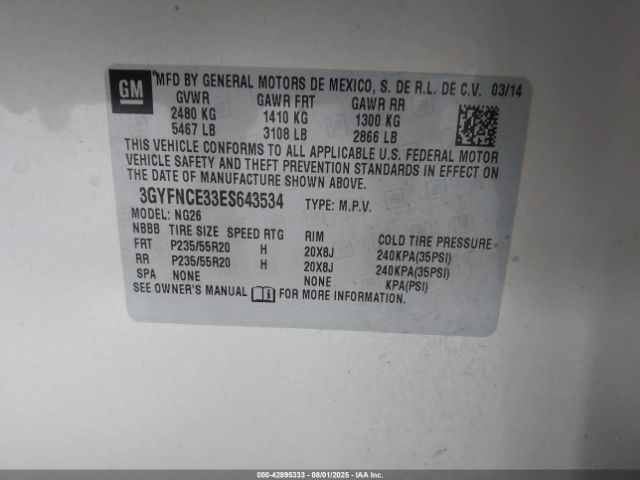 GM
MFD BY GENERAL MOTORS DE MEXICO, S. DE R.L. DE C.V. 03/14
GVWR GAWR FRT GAWR RR
2480 KG 1410 KG 1300 KG
5467 LB 3108 LB 2866 LB
THIS VEHICLE CONFORMS TO ALL APPLICABLE U.S. FEDERAL MOTOR
VEHICLE SAFETY AND THEFT PREVENTION STANDARDS IN EFFECT ON
THE DATE OF MANUFACTURE SHOWN ABOVE.
3GYFNCE33ES643534 TYPE: M.P.V.
MODEL: NG26
NBBB TIRE SIZE SPEED RTG RIM COLD TIRE PRESSURE
FRT P235/55R20 H 20X8J 240KPA(35PSI)
RR P235/55R20 H 20X8J 240KPA(35PSI)
SPA NONE NONE KPA(PSI)
SEE OWNER'S MANUAL FOR MORE INFORMATION.
000-42895333 - 08/01/2025 - IAAI.com